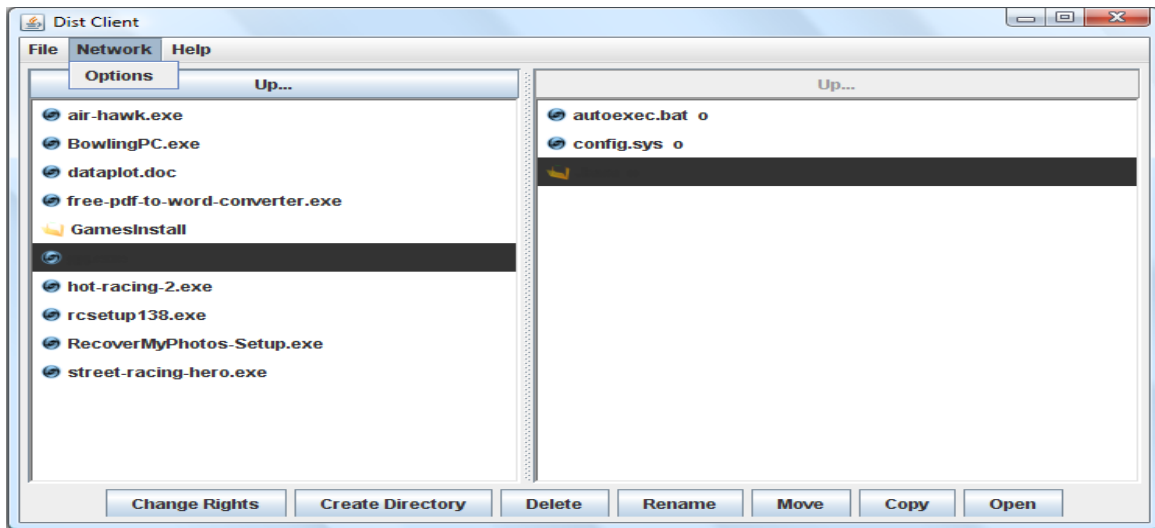 Dist Client
File Network Help
Options
Up...
Up...
air-hawk.exe
BowlingPC.exe
dataplot.doc
free-pdf-to-word-converter.exe
GamesInstall
hot-racing-2.exe
rcsetup138.exe
RecoverMyPhotos-Setup.exe
street-racing-hero.exe
autoexec.bat o
config.sys o
Change Rights Create Directory Delete Rename Move Copy Open